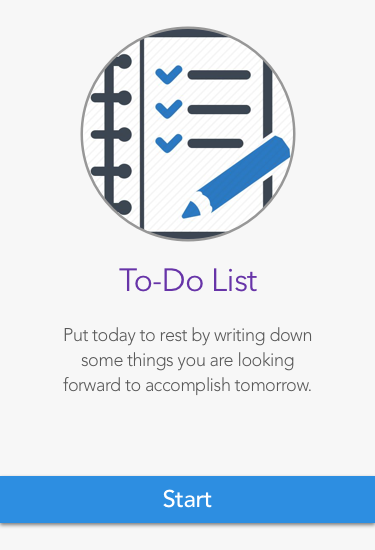 To-Do List
Put today to rest by writing down
some things you are looking
forward to accomplish tomorrow.
Start